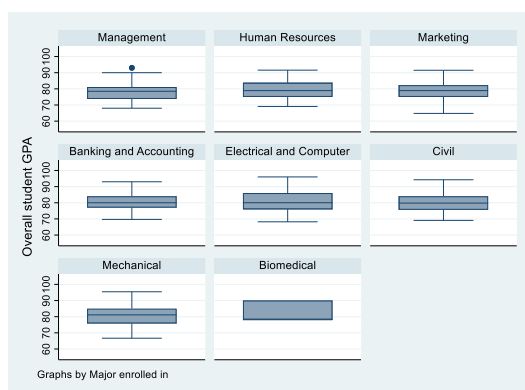 Management
Human Resources
Marketing
60 70 80 90 100
Banking and Accounting
Electrical and Computer
Civil
60 70 80 90 100
Mechanical
Biomedical
60 70 80 90 100
Overall student GPA
Graphs by Major enrolled in